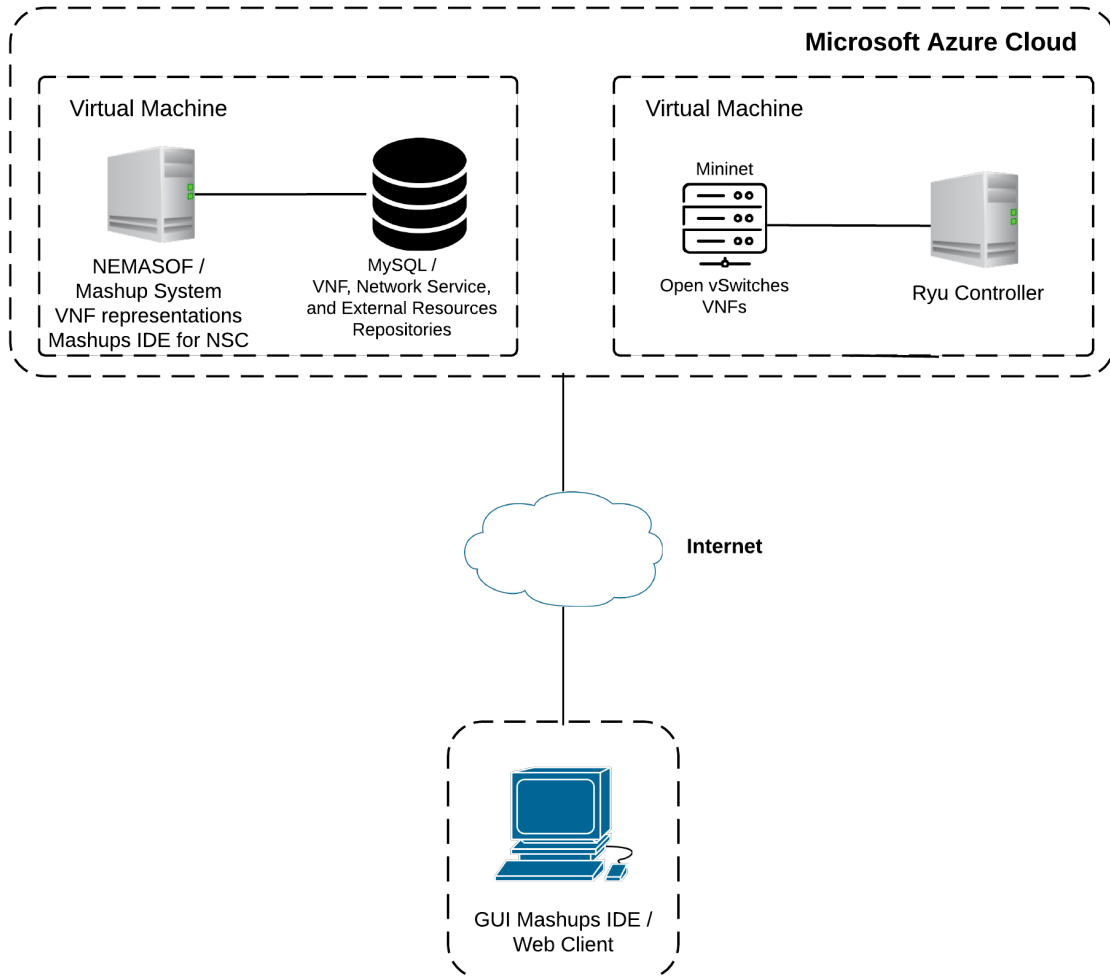 Microsoft Azure Cloud
Virtual Machine
NEMASOF /
Mashup System
VNF representations
Mashups IDE for NSC
MySQL /
VNF, Network Service,
and External Resources
Repositories
Virtual Machine
Mininet
Open vSwitches
VNFs
Ryu Controller
Internet
GUI Mashups IDE /
Web Client